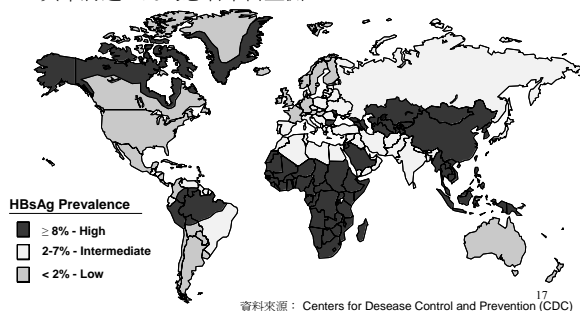 HBsAg Prevalence
≥ 8% - High
2-7% - Intermediate
< 2% - Low
17
資料來源： Centers for Desease Control and Prevention (CDC)